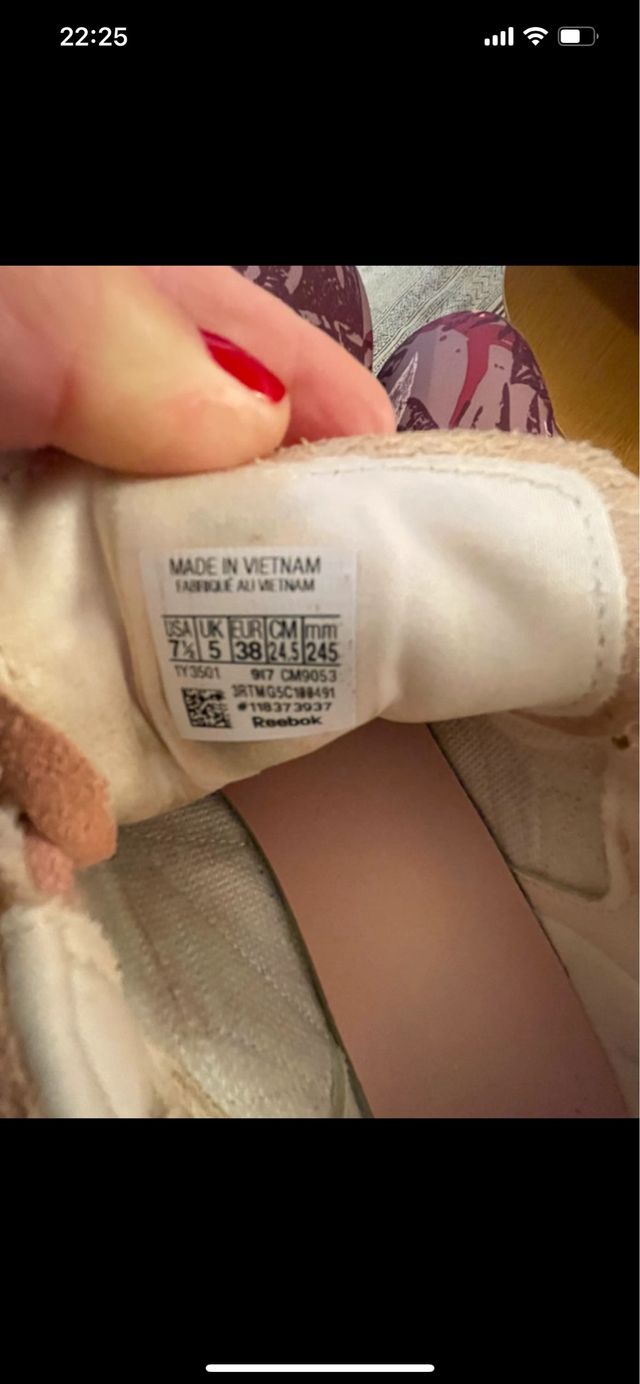 22:25
MADE IN VIETNAM
FABRIQUÉ AU VIETNAM
USA UK EUR CM mm
7½ 5 38 24.5 245
1Y3501 917 CM9053
#118373937
Reebok